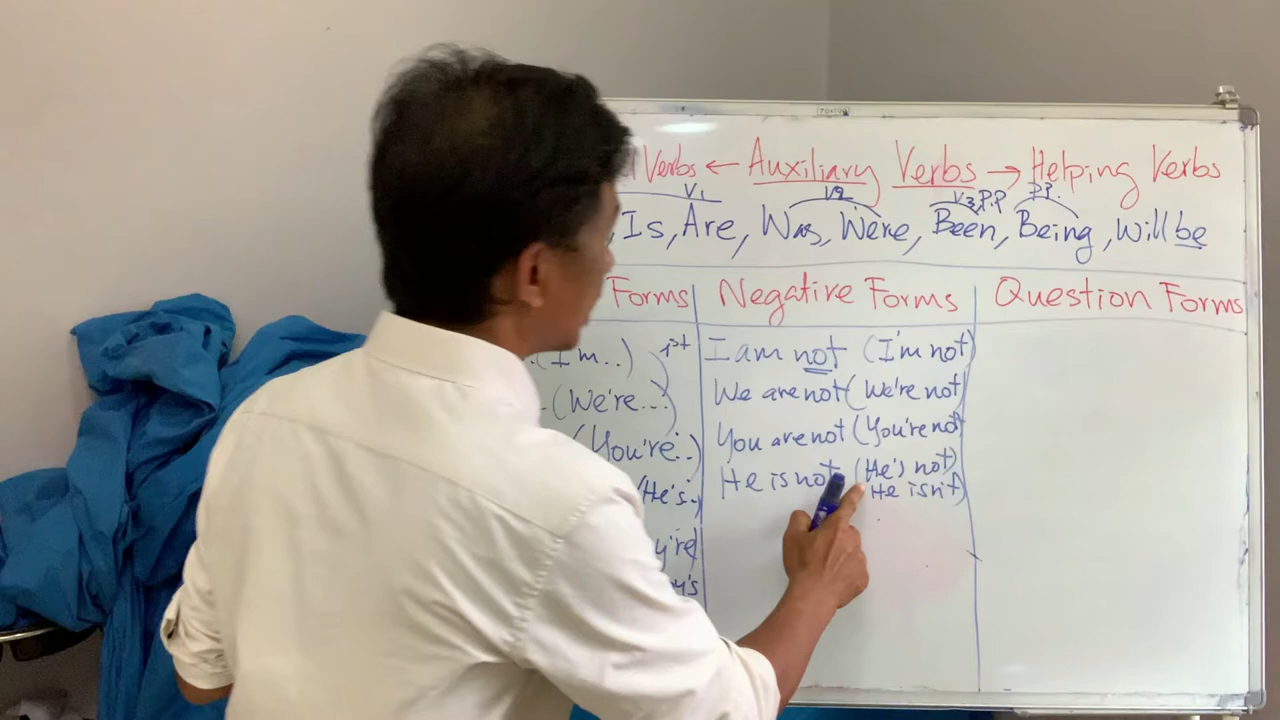 Verbs ← Auxiliary Verbs → Helping Verbs
V1 V2 V3 P.P P.P.
Is, Are, Was, Were, Been, Being, Will be
Forms Negative Forms Question Forms
(I'm..) 1st I am not (I'm not)
(We're... We are not (We're not)
(You're..) You are not (You're not
(He's.. He is not (He's not)
He isn't)
y're